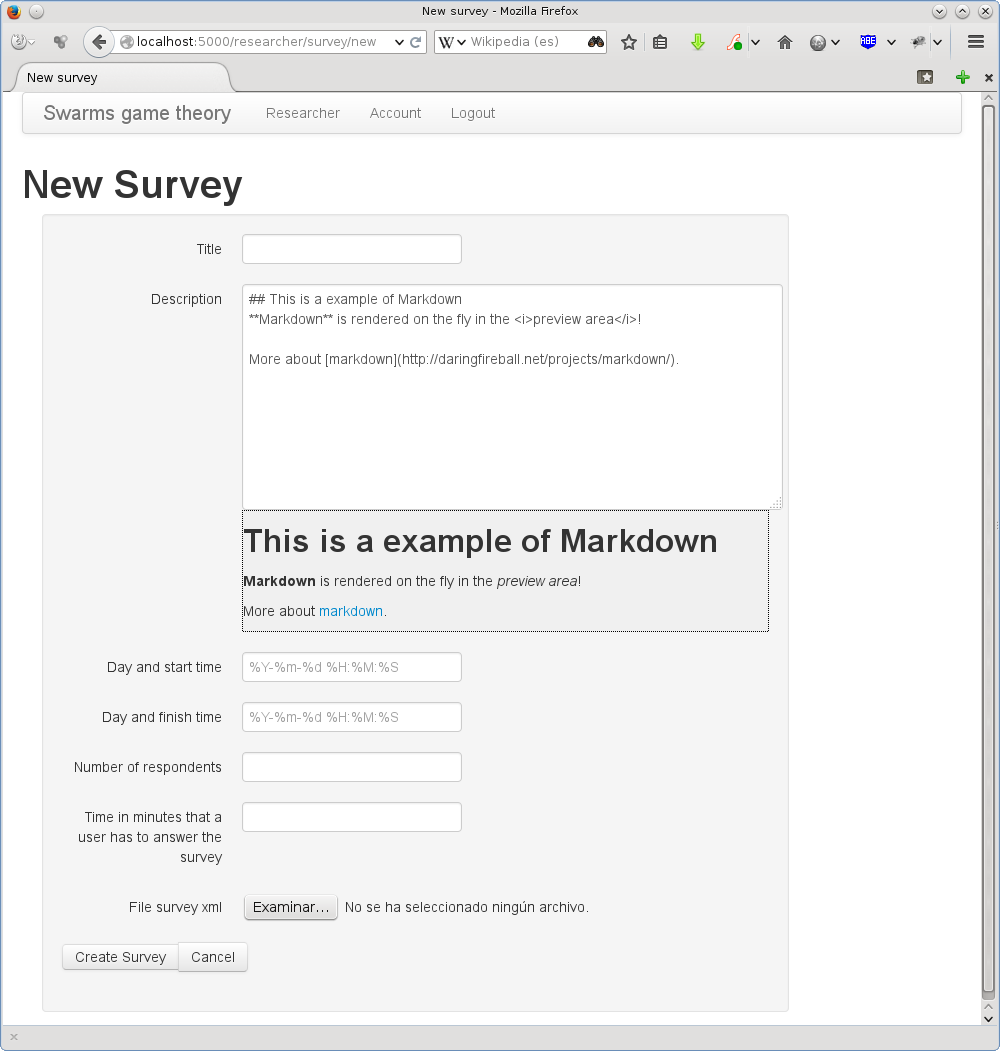 New survey - Mozilla Firefox
localhost:5000/researcher/survey/new
W Wikipedia (es)
ABE
New survey
Swarms game theory Researcher Account Logout
New Survey
Title
Description
## This is a example of Markdown
**Markdown** is rendered on the fly in the <i>preview area</i>!
More about [markdown](http://daringfireball.net/projects/markdown/).
This is a example of Markdown
Markdown is rendered on the fly in the preview area!
More about markdown.
Day and start time %Y-%m-%d %H:%M:%S
Day and finish time %Y-%m-%d %H:%M:%S
Number of respondents
Time in minutes that a
user has to answer the
survey
File survey xml Examinar... No se ha seleccionado ningún archivo.
Create Survey Cancel